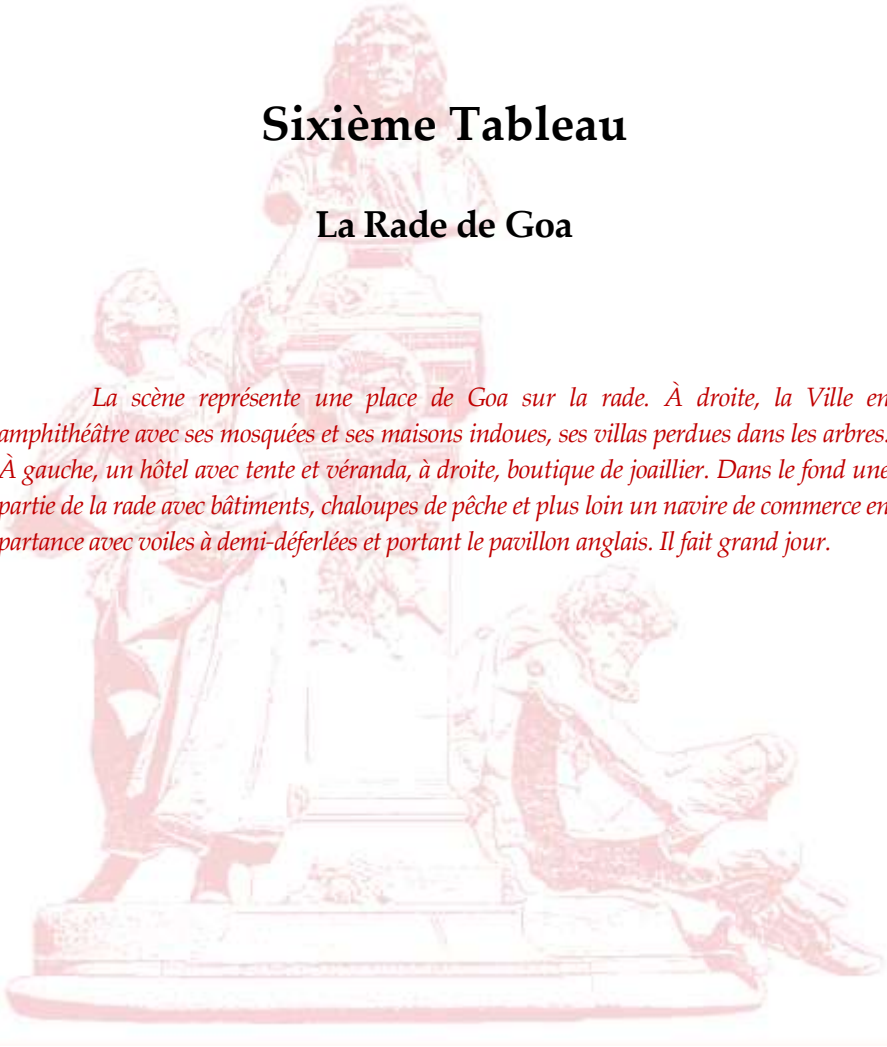 Sixième Tableau
La Rade de Goa
La scène représente une place de Goa sur la rade. À droite, la Ville en
amphithéâtre avec ses mosquées et ses maisons indoues, ses villas perdues dans les arbres.
À gauche, un hôtel avec tente et véranda, à droite, boutique de joaillier. Dans le fond une
partie de la rade avec bâtiments, chaloupes de pêche et plus loin un navire de commerce en
partance avec voiles à demi-déferlées et portant le pavillon anglais. Il fait grand jour.